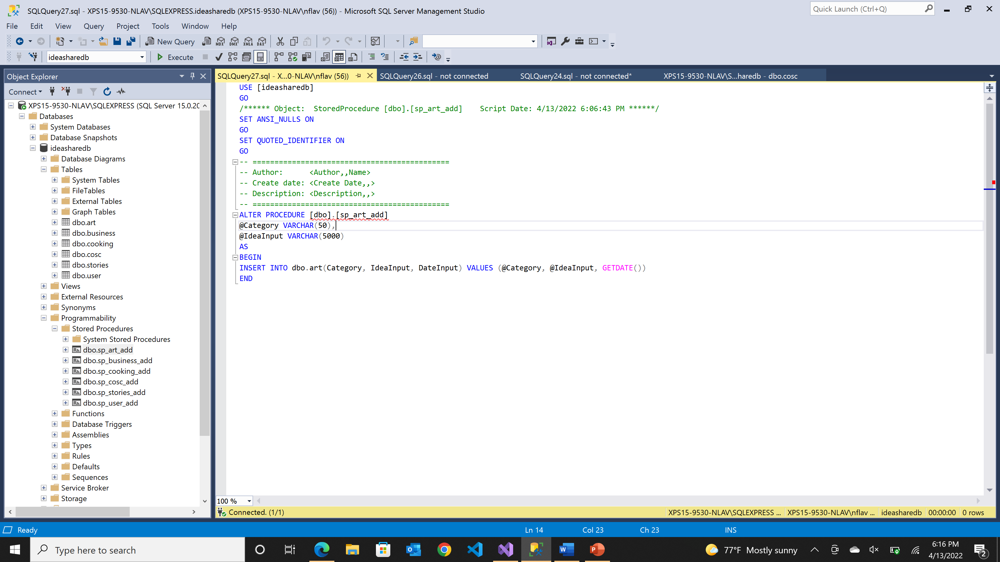 SQLQuery27.sql - XPS15-9530-NLAV\SQLEXPRESS.ideasharedb (XPS15-9530-NLAV\nflav (56)) - Microsoft SQL Server Management Studio
Quick Launch (Ctrl+Q)
File Edit View Query Project Tools Window Help
New Query MDX DMX XMLA DAX
ideasharedb Execute
Object Explorer
Connect
XPS15-9530-NLAV\SQLEXPRESS (SQL Server 15.0.20
Databases
System Databases
Database Snapshots
ideasharedb
Database Diagrams
Tables
System Tables
FileTables
External Tables
Graph Tables
dbo.art
dbo.business
dbo.cooking
dbo.cosc
dbo.stories
dbo.user
Views
External Resources
Synonyms
Programmability
Stored Procedures
System Stored Procedures
dbo.sp_art_add
dbo.sp_business_add
dbo.sp_cooking_add
dbo.sp_cosc_add
dbo.sp_stories_add
dbo.sp_user_add
Functions
Database Triggers
Assemblies
Types
Rules
Defaults
Sequences
Service Broker
Storage
SQLQuery27.sql - X...0-NLAV\nflav (56)) SQLQuery26.sql - not connected SQLQuery24.sql - not connected* XPS15-9530-NLAV\S...haredb - dbo.cosc
USE [ideasharedb]
GO
/****** Object:  StoredProcedure [dbo].[sp_art_add]    Script Date: 4/13/2022 6:06:43 PM ******/
SET ANSI_NULLS ON
GO
SET QUOTED_IDENTIFIER ON
GO
-- =============================================
-- Author:      <Author,,Name>
-- Create date: <Create Date,,>
-- Description: <Description,,>
-- =============================================
ALTER PROCEDURE [dbo].[sp_art_add]
@Category VARCHAR(50),
@IdeaInput VARCHAR(5000)
AS
BEGIN
INSERT INTO dbo.art(Category, IdeaInput, DateInput) VALUES (@Category, @IdeaInput, GETDATE())
END
100 %
Connected. (1/1) XPS15-9530-NLAV\SQLEXPRESS ... XPS15-9530-NLAV\nflav ... ideasharedb 00:00:00 0 rows
Ready Ln 14 Col 23 Ch 23 INS
Type here to search
77°F Mostly sunny
6:16 PM
4/13/2022
2